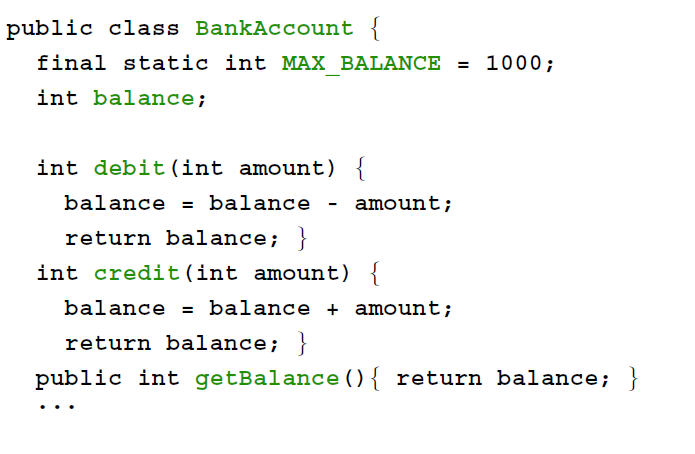 public class BankAccount {
final static int MAX_BALANCE = 1000;
int balance;
int debit(int amount) {
balance = balance - amount;
return balance; }
int credit(int amount) {
balance = balance + amount;
return balance; }
public int getBalance(){ return balance; }
...